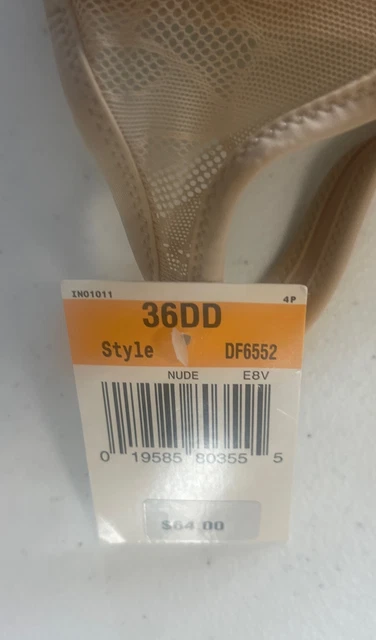 IN01011 4P
36DD
Style DF6552
NUDE E8V
0 19585 80355 5
$64.00